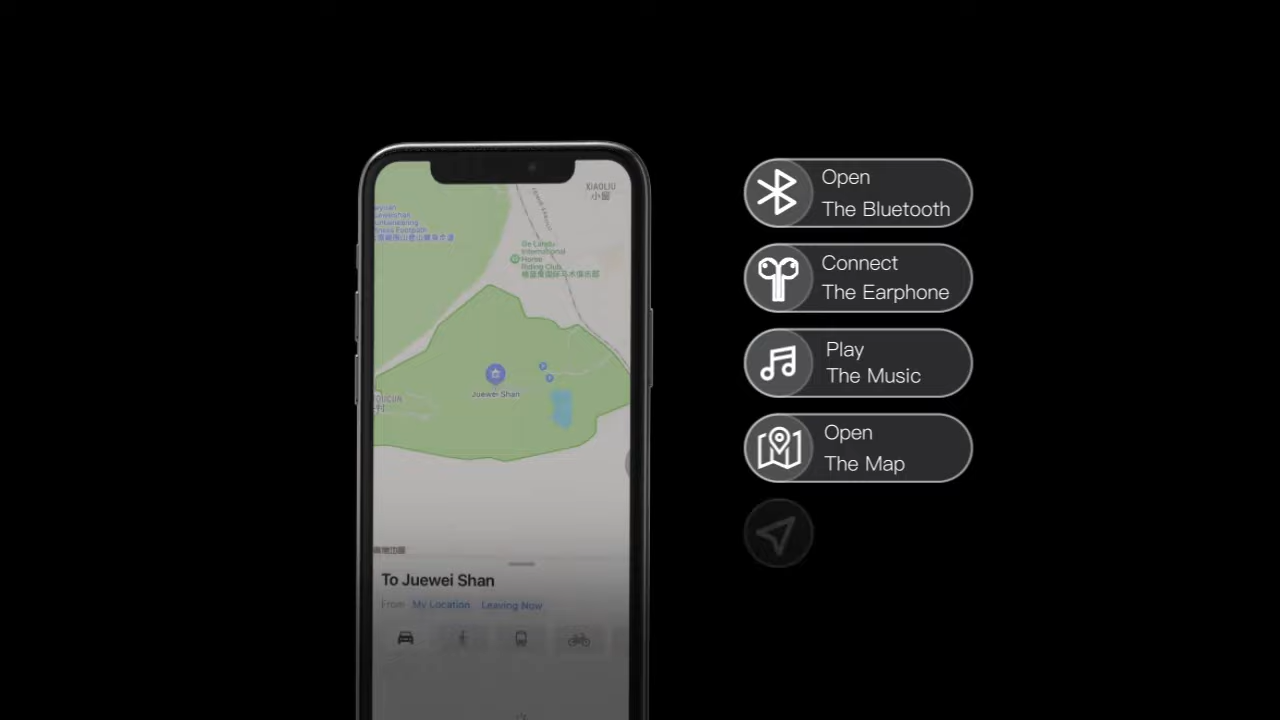 XIAOLIU
小留
De Landu
International
Horse
Riding Club
Juewei Shan
To Juewei Shan
From My Location Leaving Now
Open
The Bluetooth
Connect
The Earphone
Play
The Music
Open
The Map